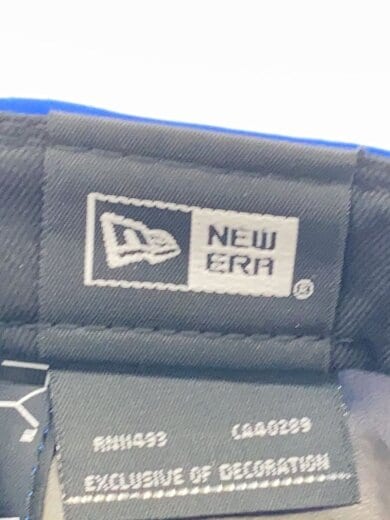 NEW
ERA
®
Y"
RN11493 CA40289
EXCLUSIVE OF DECORATION